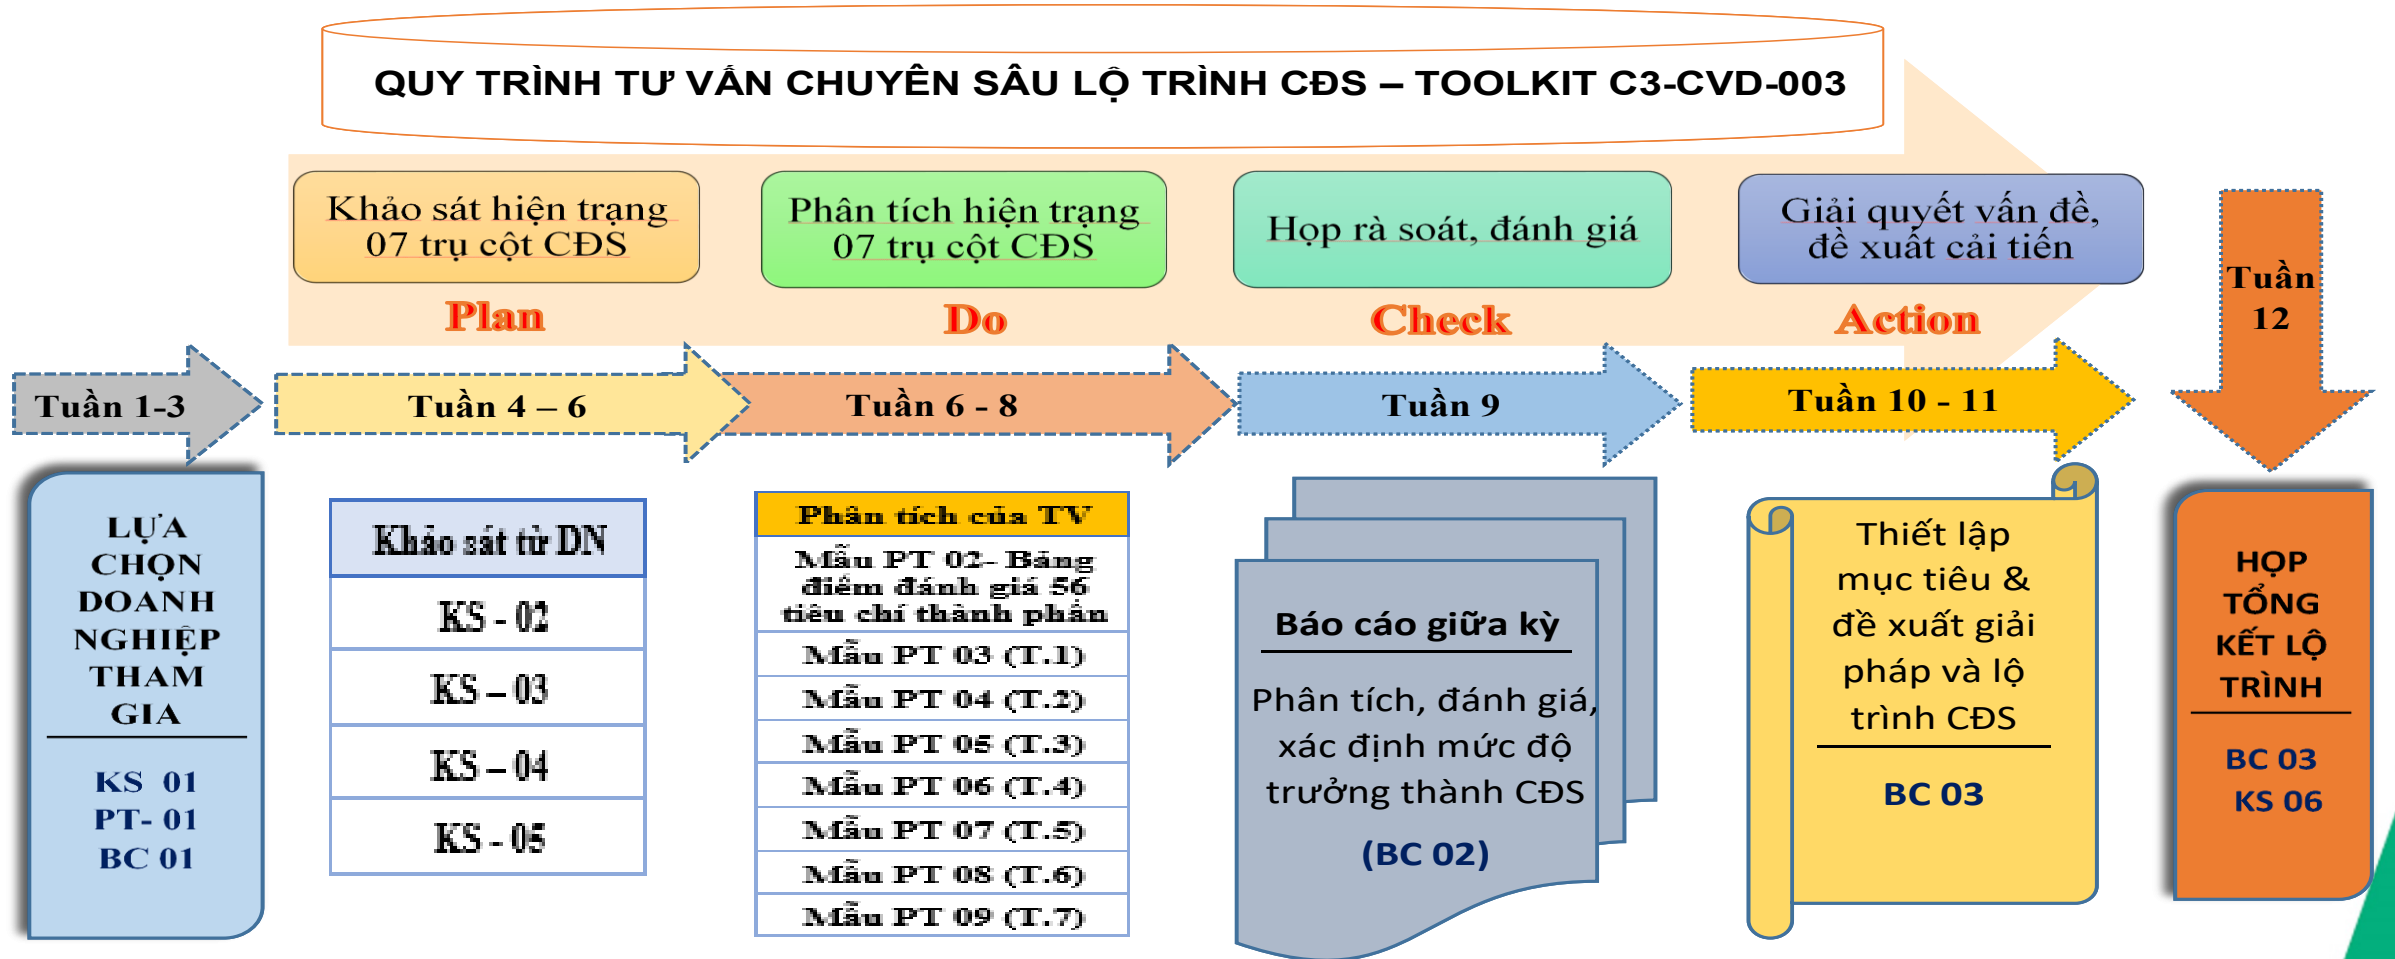 QUY TRÌNH TƯ VẤN CHUYÊN SÂU LỘ TRÌNH CĐS – TOOLKIT C3-CVD-003
Khảo sát hiện trạng
07 trụ cột CĐS
Plan
Phân tích hiện trạng
07 trụ cột CĐS
Do
Họp rà soát, đánh giá
Check
Giải quyết vấn đề,
đề xuất cải tiến
Action
Tuần
12
Tuần 1-3
Tuần 4 – 6
Tuần 6 - 8
Tuần 9
Tuần 10 - 11
LỰA
CHỌN
DOANH
NGHIỆP
THAM
GIA
KS 01
PT- 01
BC 01
Khảo sát từ DN
KS - 02
KS – 03
KS – 04
KS - 05
Phân tích của TV
Mẫu PT 02- Bảng
điểm đánh giá 56
tiêu chí thành phần
Mẫu PT 03 (T.1)
Mẫu PT 04 (T.2)
Mẫu PT 05 (T.3)
Mẫu PT 06 (T.4)
Mẫu PT 07 (T.5)
Mẫu PT 08 (T.6)
Mẫu PT 09 (T.7)
Báo cáo giữa kỳ
Phân tích, đánh giá,
xác định mức độ
trưởng thành CĐS
(BC 02)
Thiết lập
mục tiêu &
đề xuất giải
pháp và lộ
trình CĐS
BC 03
HỌP
TỔNG
KẾT LỘ
TRÌNH
BC 03
KS 06